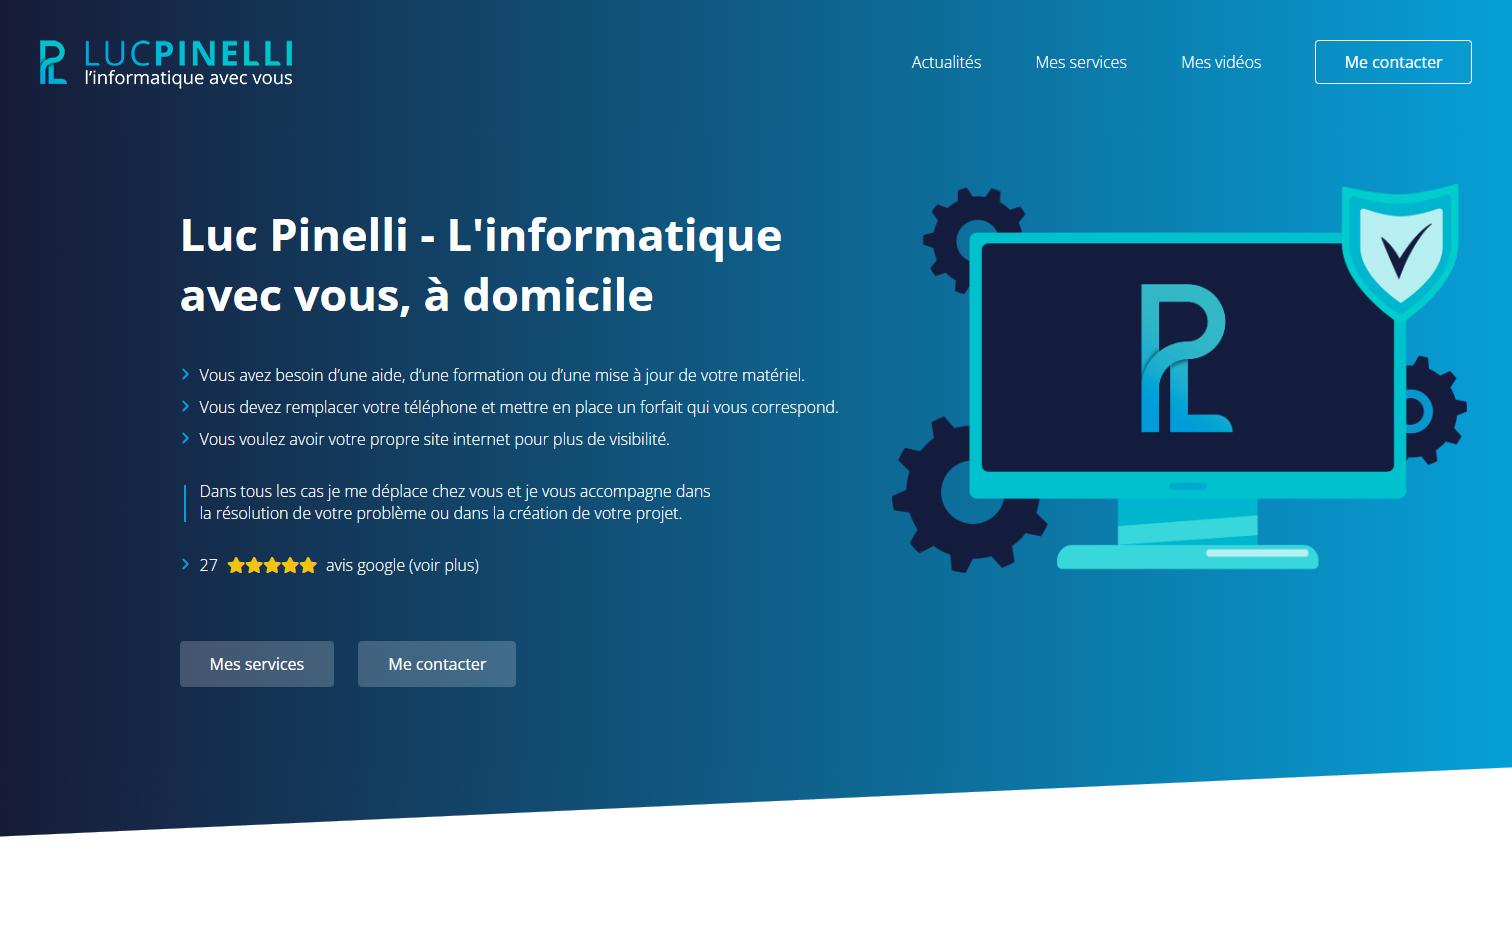 LUCPINELLI
l’informatique avec vous
Actualités
Mes services
Mes vidéos
Me contacter
Luc Pinelli - L'informatique
avec vous, à domicile
Vous avez besoin d’une aide, d’une formation ou d’une mise à jour de votre matériel.
Vous devez remplacer votre téléphone et mettre en place un forfait qui vous correspond.
Vous voulez avoir votre propre site internet pour plus de visibilité.
Dans tous les cas je me déplace chez vous et je vous accompagne dans
la résolution de votre problème ou dans la création de votre projet.
27 avis google (voir plus)
Mes services
Me contacter